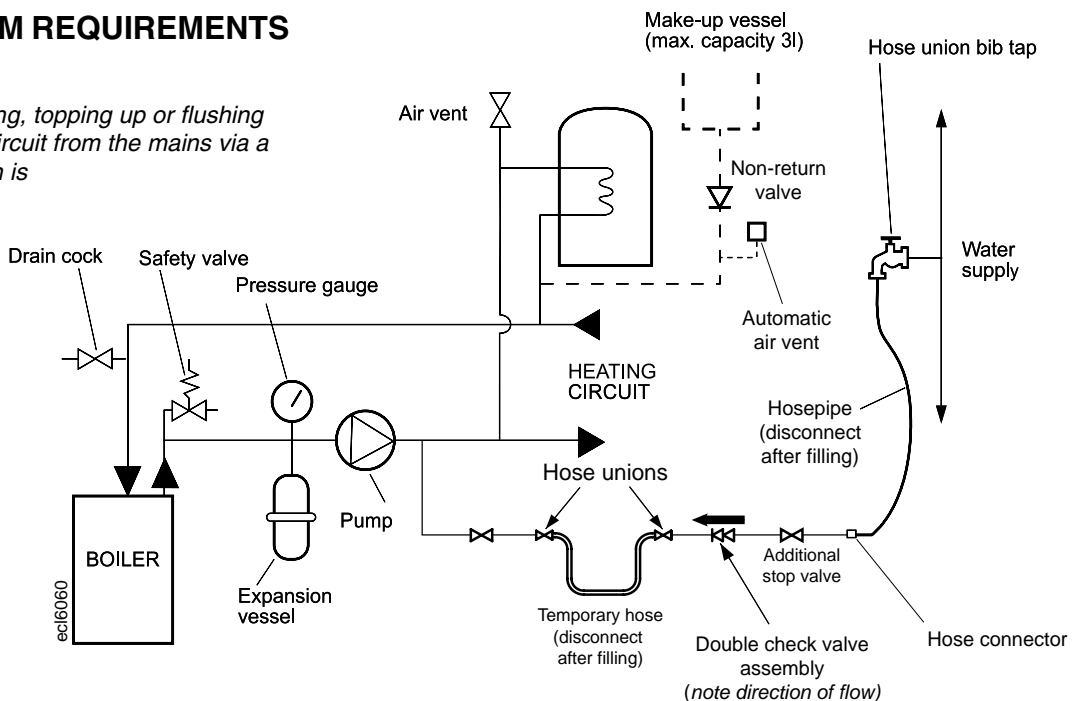 M REQUIREMENTS
ng, topping up or flushing
ircuit from the mains via a
n is
Make-up vessel
(max. capacity 3l)
Hose union bib tap
Air vent
Non-return
valve
Drain cock
Safety valve
Pressure gauge
Water
supply
Automatic
air vent
HEATING
CIRCUIT
Hosepipe
(disconnect
after filling)
Hose unions
Pump
BOILER
Additional
stop valve
ecl6060
Expansion
vessel
Temporary hose
(disconnect
after filling)
Double check valve
assembly
(note direction of flow)
Hose connector